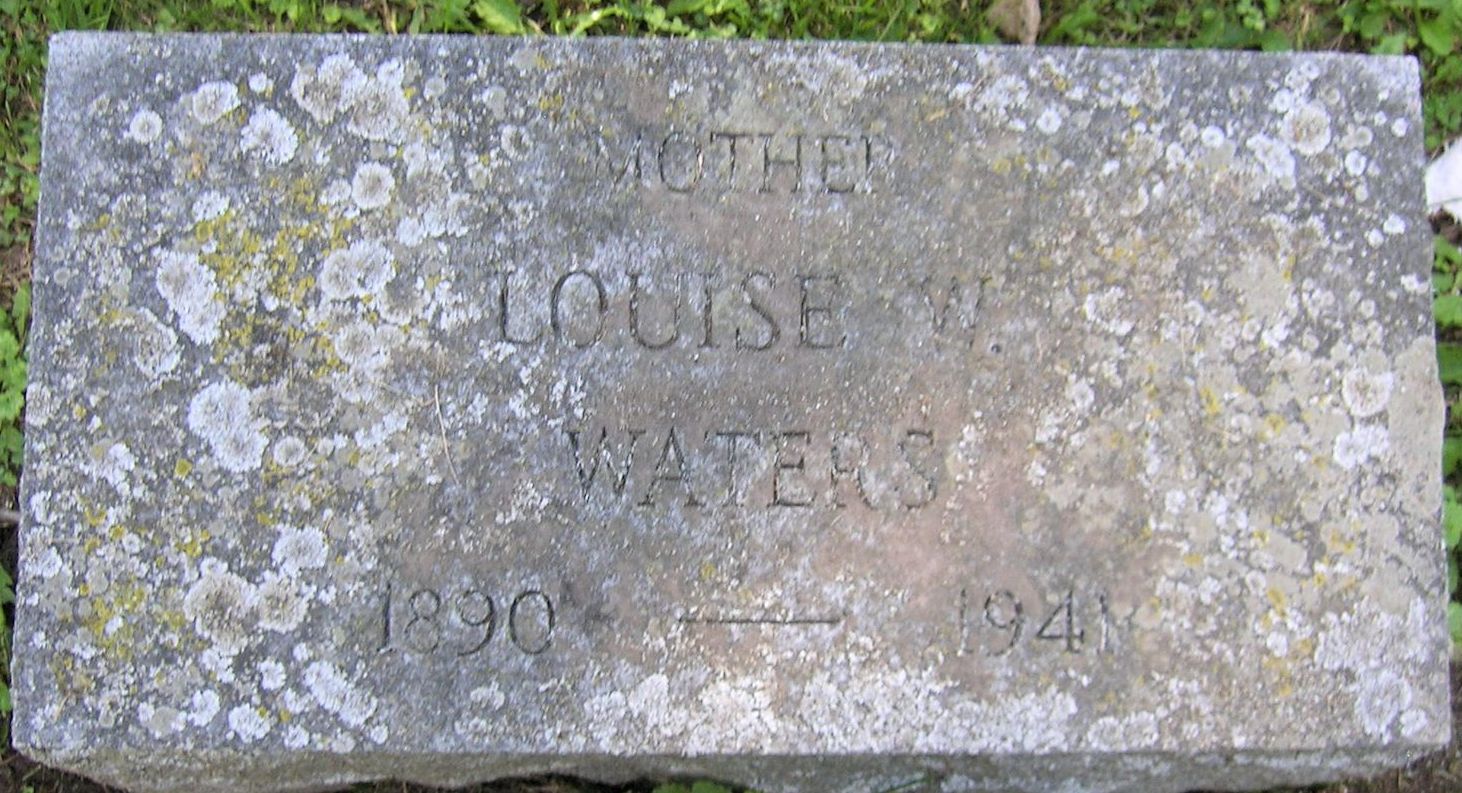 MOTHER
LOUISE W.
WATERS
1890 — 1941